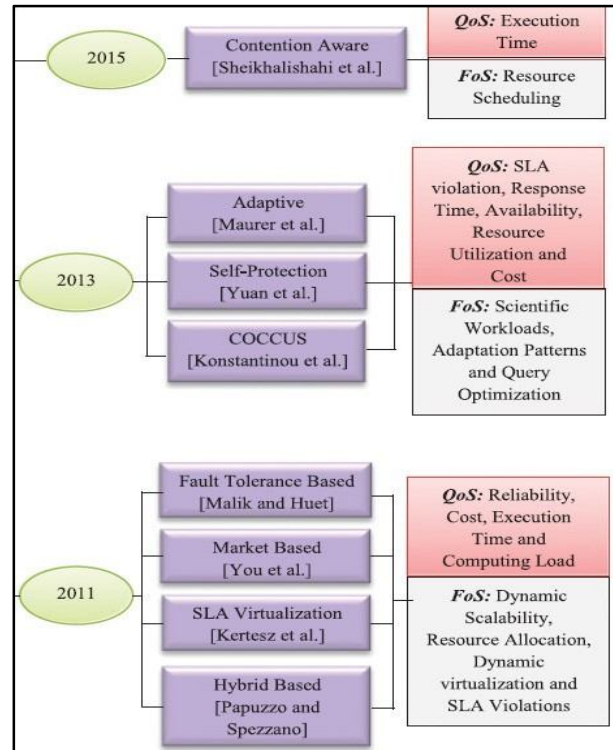 2015
Contention Aware
[Sheikhalishahi et al.]
QoS: Execution
Time
FoS: Resource
Scheduling
2013
Adaptive
[Maurer et al.]
Self-Protection
[Yuan et al.]
COCCUS
[Konstantinou et al.]
QoS: SLA
violation, Response
Time, Availability,
Resource
Utilization and
Cost
FoS: Scientific
Workloads,
Adaptation Patterns
and Query
Optimization
2011
Fault Tolerance Based
[Malik and Huet]
Market Based
[You et al.]
SLA Virtualization
[Kertesz et al.]
Hybrid Based
[Papuzzo and
Spezzano]
QoS: Reliability,
Cost, Execution
Time and
Computing Load
FoS: Dynamic
Scalability,
Resource Allocation,
Dynamic
virtualization and
SLA Violations